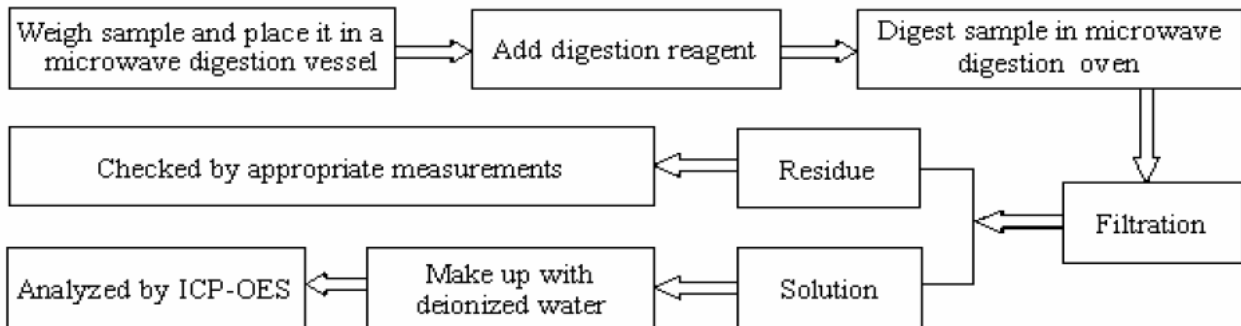 Weigh sample and place it in a
microwave digestion vessel
Add digestion reagent
Digest sample in microwave
digestion oven
Checked by appropriate measurements
Residue
Filtration
Analyzed by ICP-OES
Make up with
deionized water
Solution